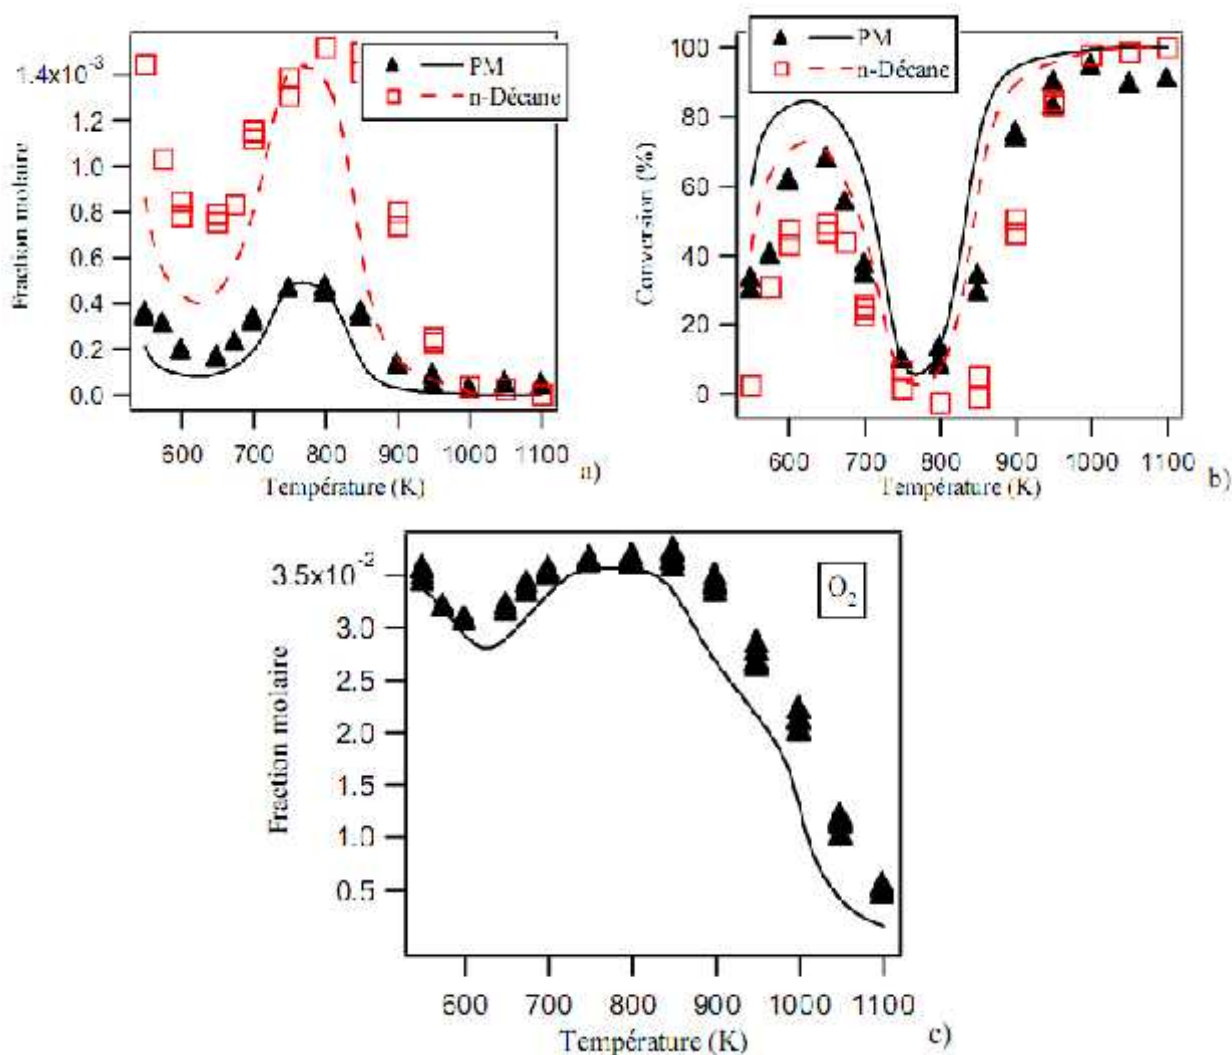 PM
n-Décane
1.4x10⁻³
1.2
1.0
0.8
0.6
0.4
0.2
0.0
Fraction molaire
600 700 800 900 1000 1100
Température (K)
a)
PM
n-Décane
100
80
60
40
20
0
Conversion (%)
600 700 800 900 1000 1100
Température (K)
b)
O₂
3.5x10⁻²
3.0
2.5
2.0
1.5
1.0
0.5
Fraction molaire
600 700 800 900 1000 1100
Température (K)
c)